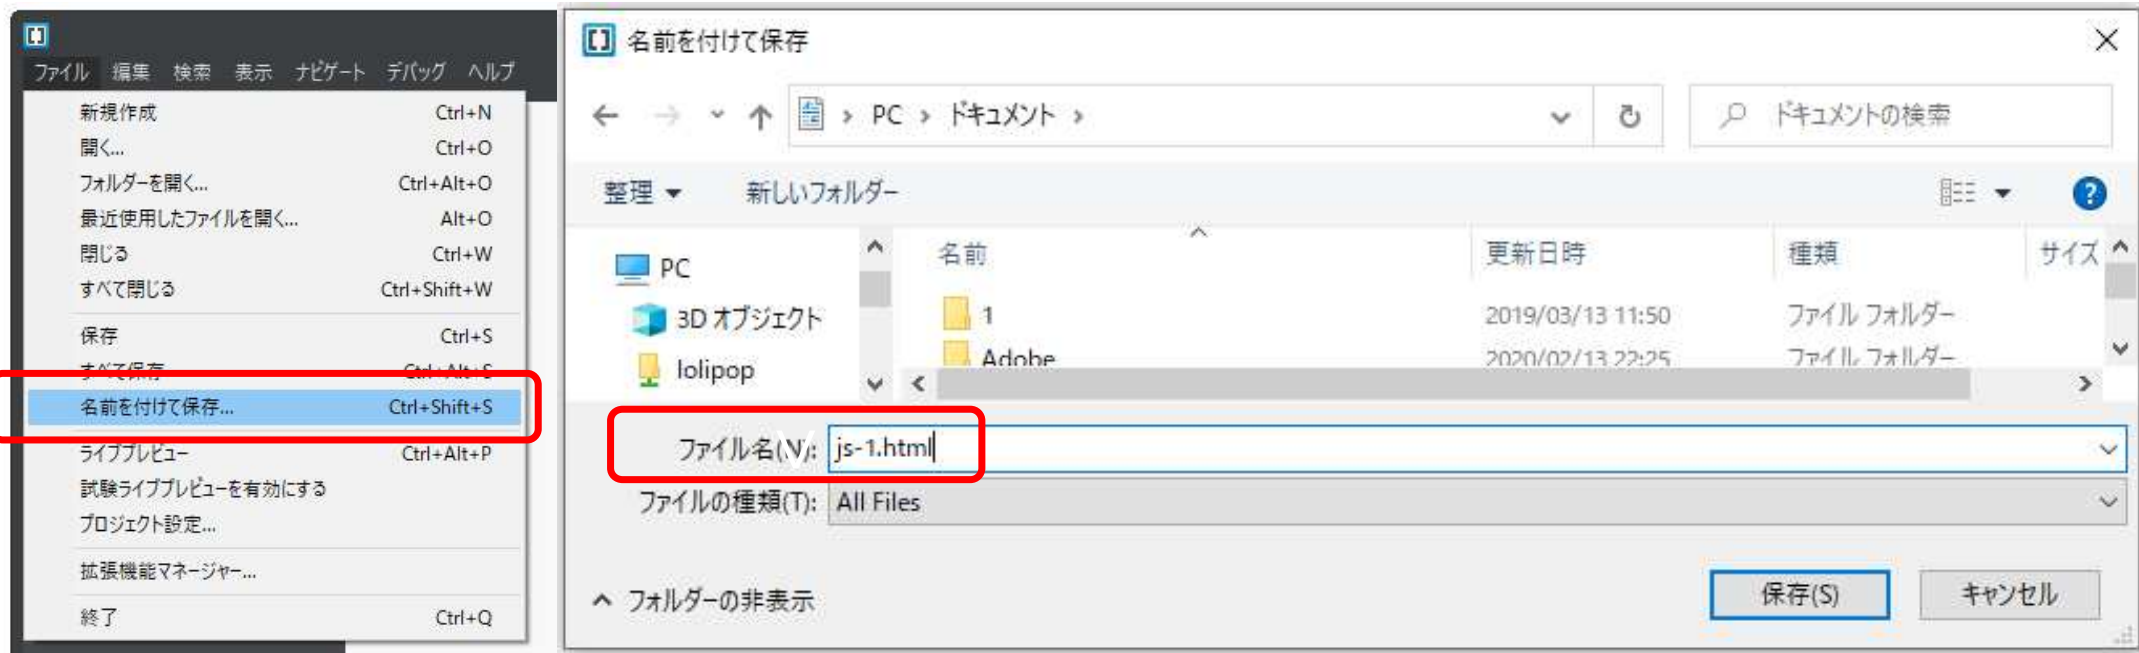 ファイル 編集 検索 表示 ナビゲート デバッグ ヘルプ
新規作成 Ctrl+N
開く... Ctrl+O
フォルダーを開く... Ctrl+Alt+O
最近使用したファイルを開く... Alt+O
閉じる Ctrl+W
すべて閉じる Ctrl+Shift+W
保存 Ctrl+S
すべて保存 Ctrl+Alt+S
名前を付けて保存... Ctrl+Shift+S
ライブプレビュー Ctrl+Alt+P
試験ライブプレビューを有効にする
プロジェクト設定...
拡張機能マネージャー...
終了 Ctrl+Q
名前を付けて保存
PC › ドキュメント ›
ドキュメントの検索
整理 新しいフォルダー
PC
3D オブジェクト
lolipop
名前 更新日時 種類 サイズ
1 2019/03/13 11:50 ファイル フォルダー
Adobe 2020/02/13 22:25 ファイル フォルダー
ファイル名(N): js-1.html
ファイルの種類(T): All Files
フォルダーの非表示
保存(S) キャンセル